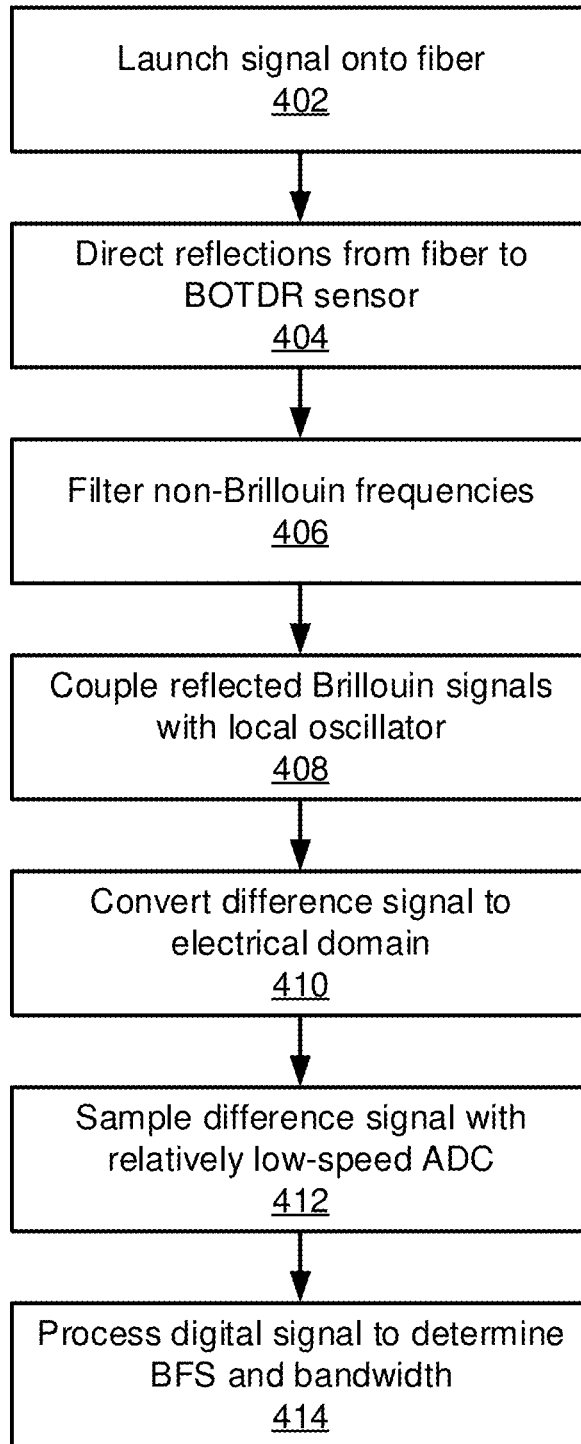 Launch signal onto fiber
402
Direct reflections from fiber to
BOTDR sensor
404
Filter non-Brillouin frequencies
406
Couple reflected Brillouin signals
with local oscillator
408
Convert difference signal to
electrical domain
410
Sample difference signal with
relatively low-speed ADC
412
Process digital signal to determine
BFS and bandwidth
414